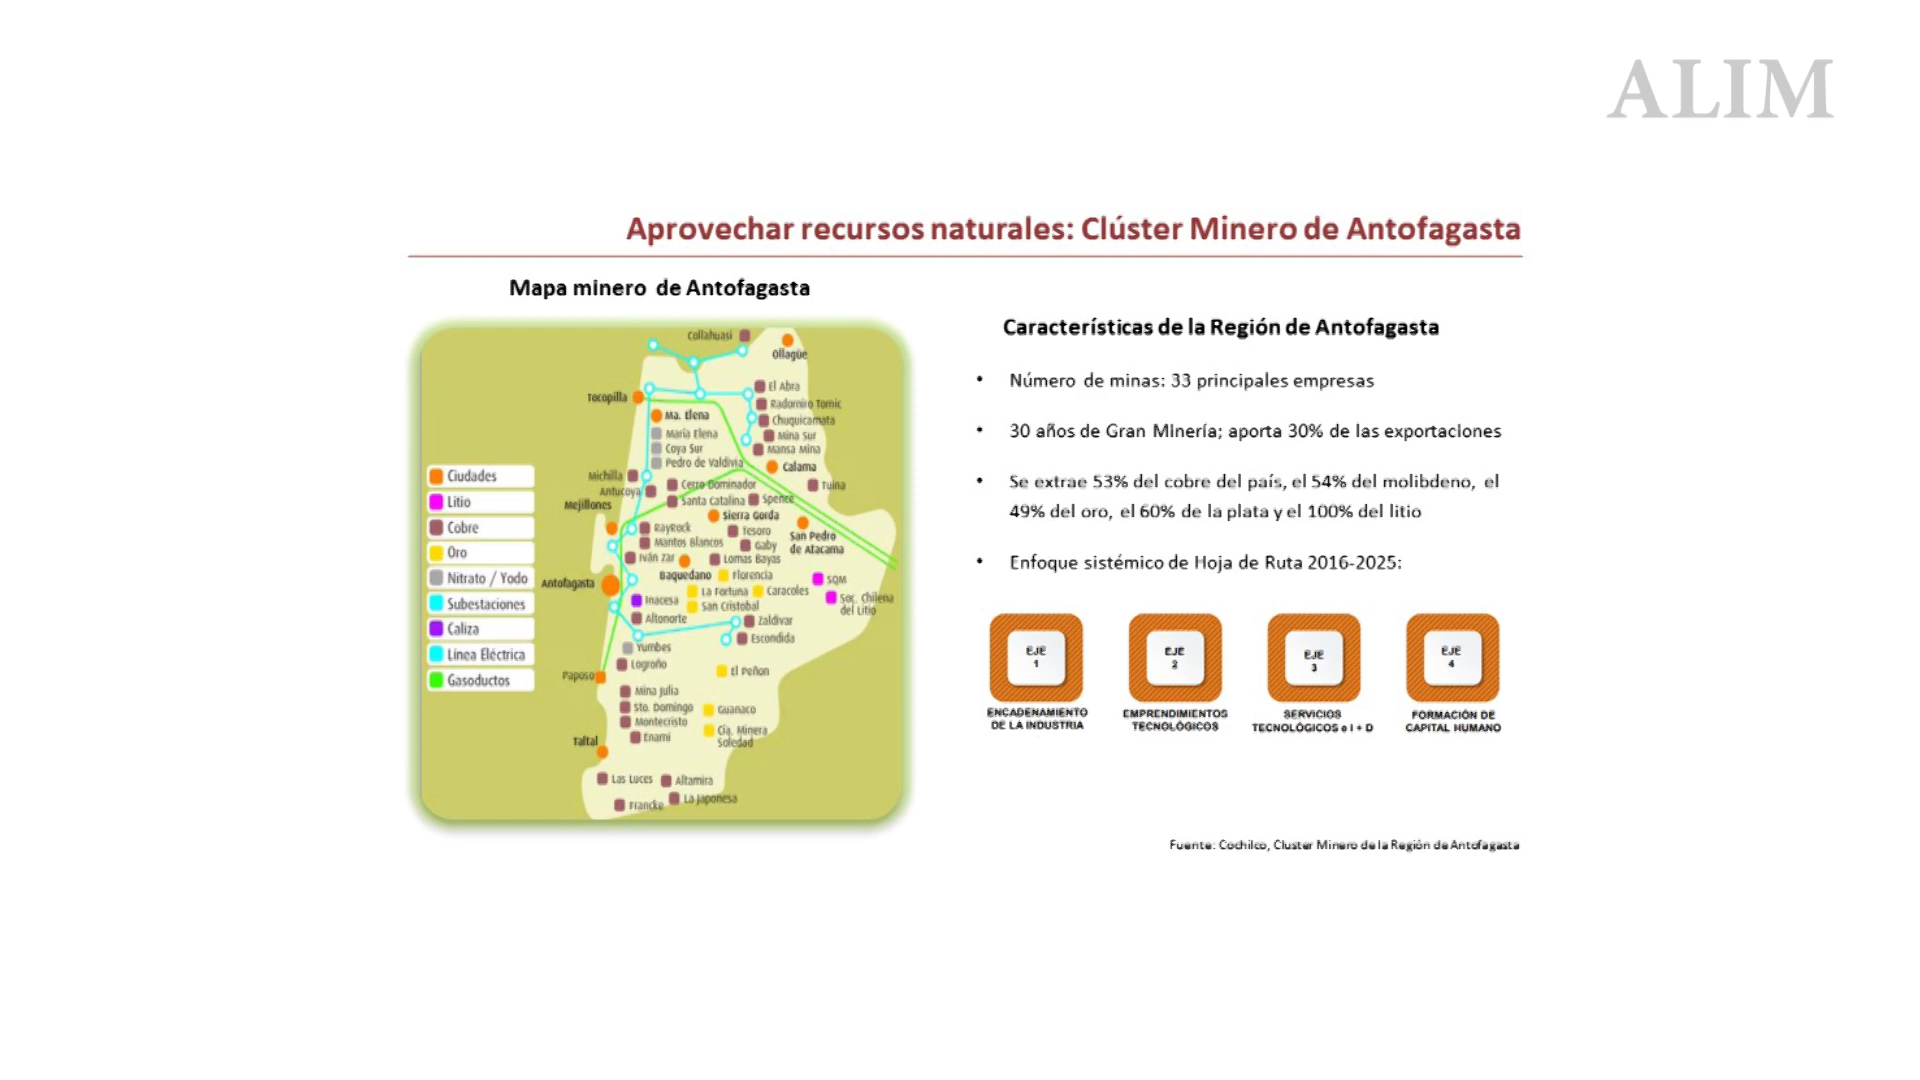 ALIM
Aprovechar recursos naturales: Clúster Minero de Antofagasta
Mapa minero de Antofagasta
Collahuasi
Ollagüe
El Abra
Tocopilla
Radomiro Tomic
Ma. Elena
Chuquicamata
María Elena
Mina Sur
Coya Sur
Mansa Mina
Pedro de Valdivia
Calama
Michilla
Cerro Dominador
Tuina
Antucoya
Santa Catalina
Spence
Mejillones
Sierra Gorda
RayRock
Tesoro
San Pedro
de Atacama
Mantos Blancos
Gaby
Iván Zar
Lomas Bayas
Baquedano
Florencia
Antofagasta
SQM
La Fortuna
Caracoles
Inacesa
San Cristobal
Soc. Chilena
del Litio
Altonorte
Zaldivar
Escondida
Yumbes
Logroño
El Peñon
Paposo
Mina Julia
Sto. Domingo
Guanaco
Montecristo
Cía. Minera
Soledad
Enami
Taltal
Las Luces
Altamira
La Japonesa
Francke
Ciudades
Litio
Cobre
Oro
Nitrato / Yodo
Subestaciones
Caliza
Línea Eléctrica
Gasoductos
Características de la Región de Antofagasta
• Número de minas: 33 principales empresas
• 30 años de Gran Minería; aporta 30% de las exportaciones
• Se extrae 53% del cobre del país, el 54% del molibdeno, el
49% del oro, el 60% de la plata y el 100% del litio
• Enfoque sistémico de Hoja de Ruta 2016-2025:
EJE
1
ENCADENAMIENTO
DE LA INDUSTRIA
EJE
2
EMPRENDIMIENTOS
TECNOLÓGICOS
EJE
3
SERVICIOS
TECNOLÓGICOS e I + D
EJE
4
FORMACIÓN DE
CAPITAL HUMANO
Fuente: Cochilco, Cluster Minero de la Región de Antofagasta